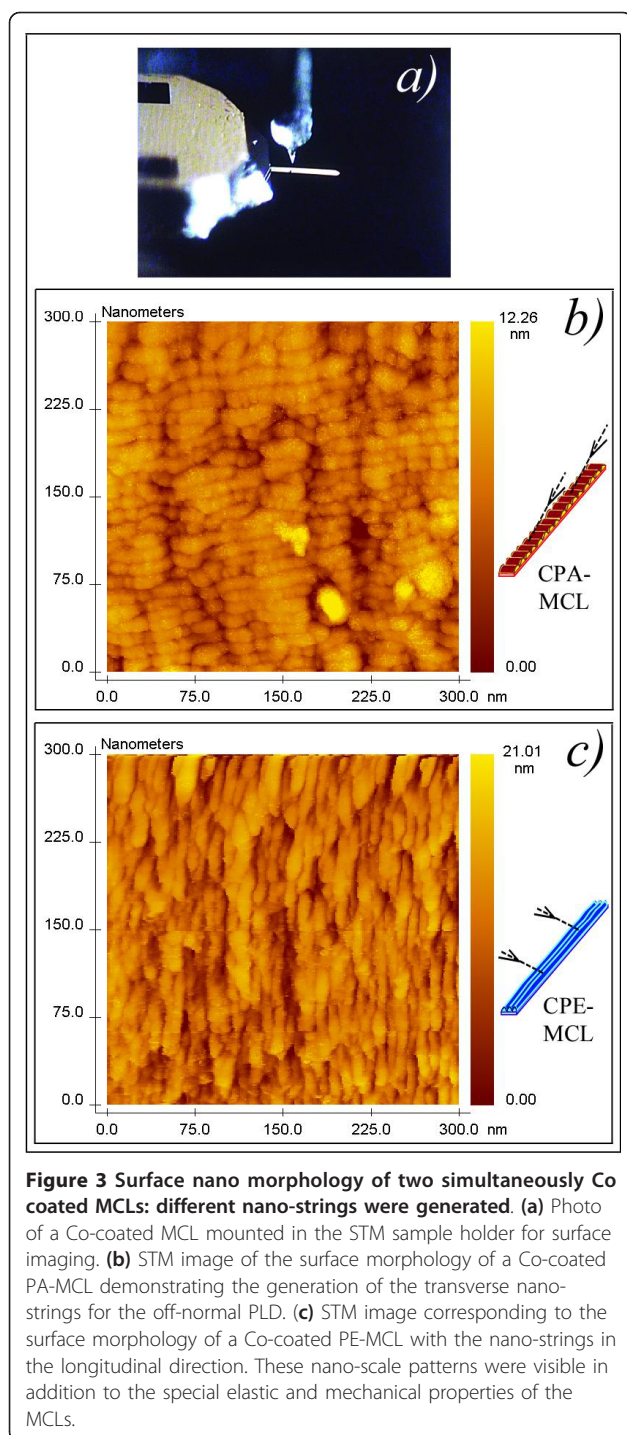 a)
Nanometers
300.0
225.0
150.0
75.0
0.0
0.0 75.0 150.0 225.0 300.0 nm
12.26
nm
0.00
b)
CPA-
MCL
Nanometers
300.0
225.0
150.0
75.0
0.0
0.0 75.0 150.0 225.0 300.0 nm
21.01
nm
0.00
c)
CPE-
MCL
Figure 3 Surface nano morphology of two simultaneously Co
coated MCLs: different nano-strings were generated. (a) Photo
of a Co-coated MCL mounted in the STM sample holder for surface
imaging. (b) STM image of the surface morphology of a Co-coated
PA-MCL demonstrating the generation of the transverse nano-
strings for the off-normal PLD. (c) STM image corresponding to the
surface morphology of a Co-coated PE-MCL with the nano-strings in
the longitudinal direction. These nano-scale patterns were visible in
addition to the special elastic and mechanical properties of the
MCLs.